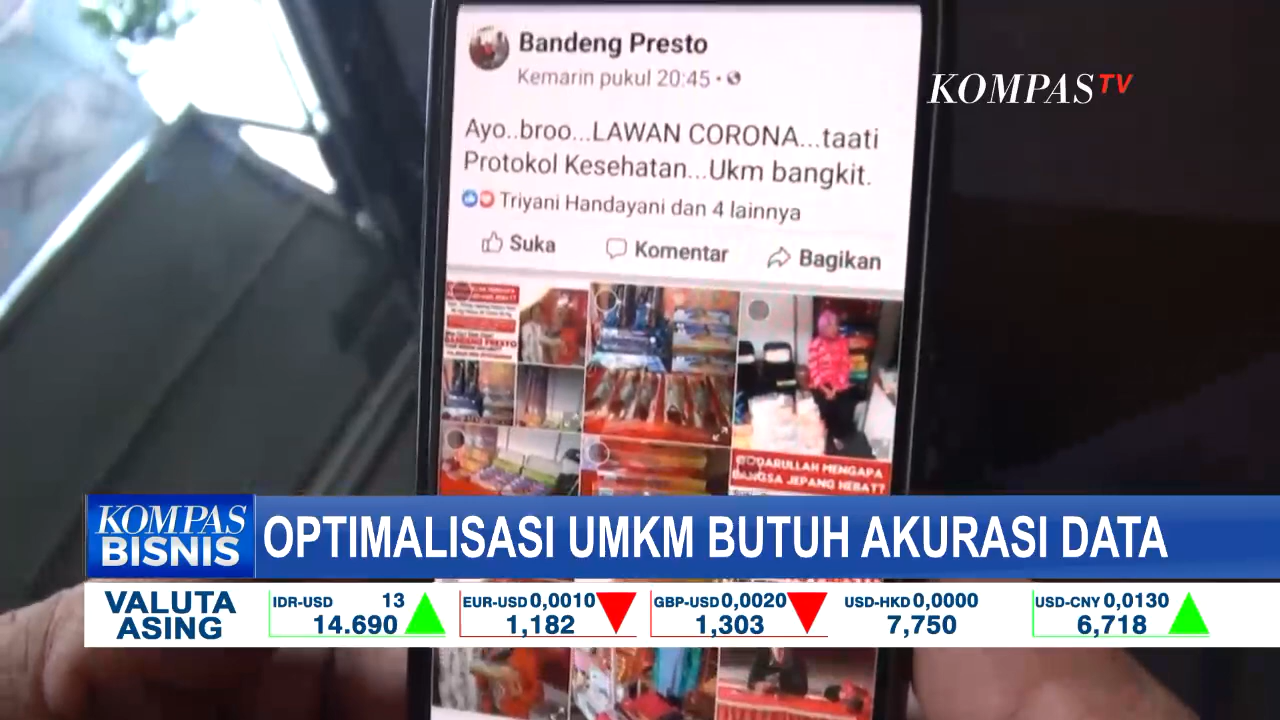 Bandeng Presto
Kemarin pukul 20:45
KOMPAS TV
Ayo..broo...LAWAN CORONA...taati
Protokol Kesehatan...Ukm bangkit.
Triyani Handayani dan 4 lainnya
Suka
Komentar
Bagikan
BANDENG PRESTO
QODARULLAH MENGAPA
BANGSA JEPANG HEBAT?
KOMPAS
BISNIS
OPTIMALISASI UMKM BUTUH AKURASI DATA
VALUTA
ASING
IDR-USD 13
14.690
EUR-USD 0,0010
1,182
GBP-USD 0,0020
1,303
USD-HKD 0,0000
7,750
USD-CNY 0,0130
6,718